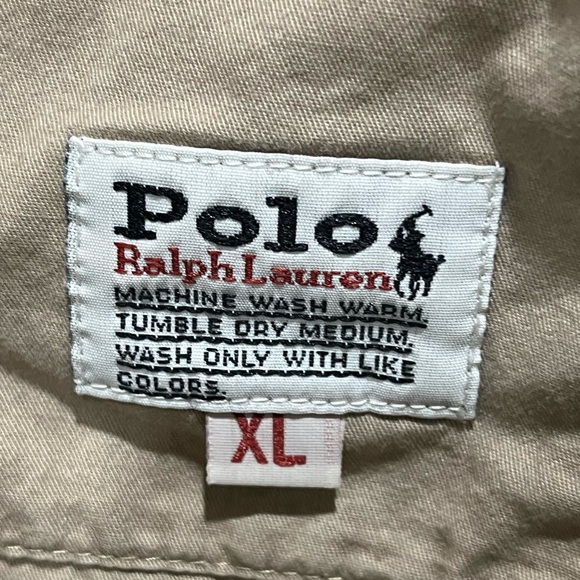 Polo
Ralph Lauren
MACHINE WASH WARM.
TUMBLE DRY MEDIUM.
WASH ONLY WITH LIKE
COLORS.
XL